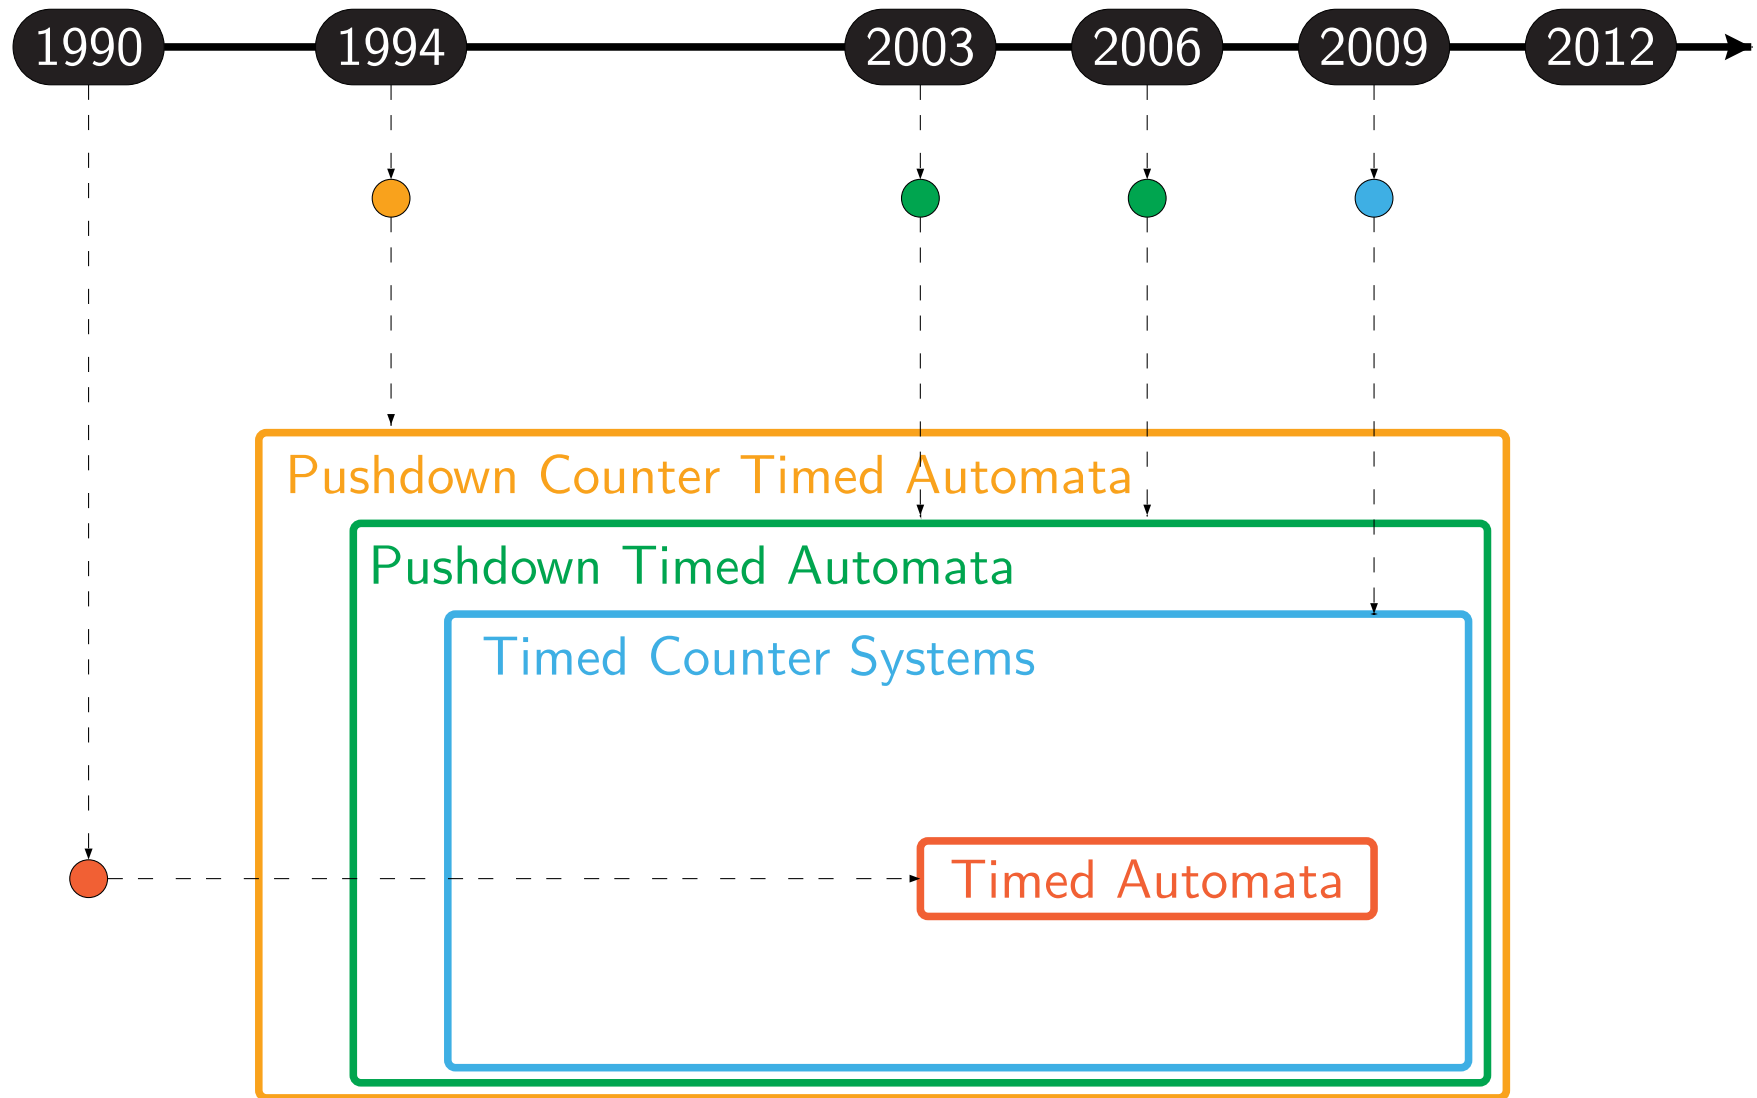 1990 1994 2003 2006 2009 2012
Pushdown Counter Timed Automata
Pushdown Timed Automata
Timed Counter Systems
Timed Automata